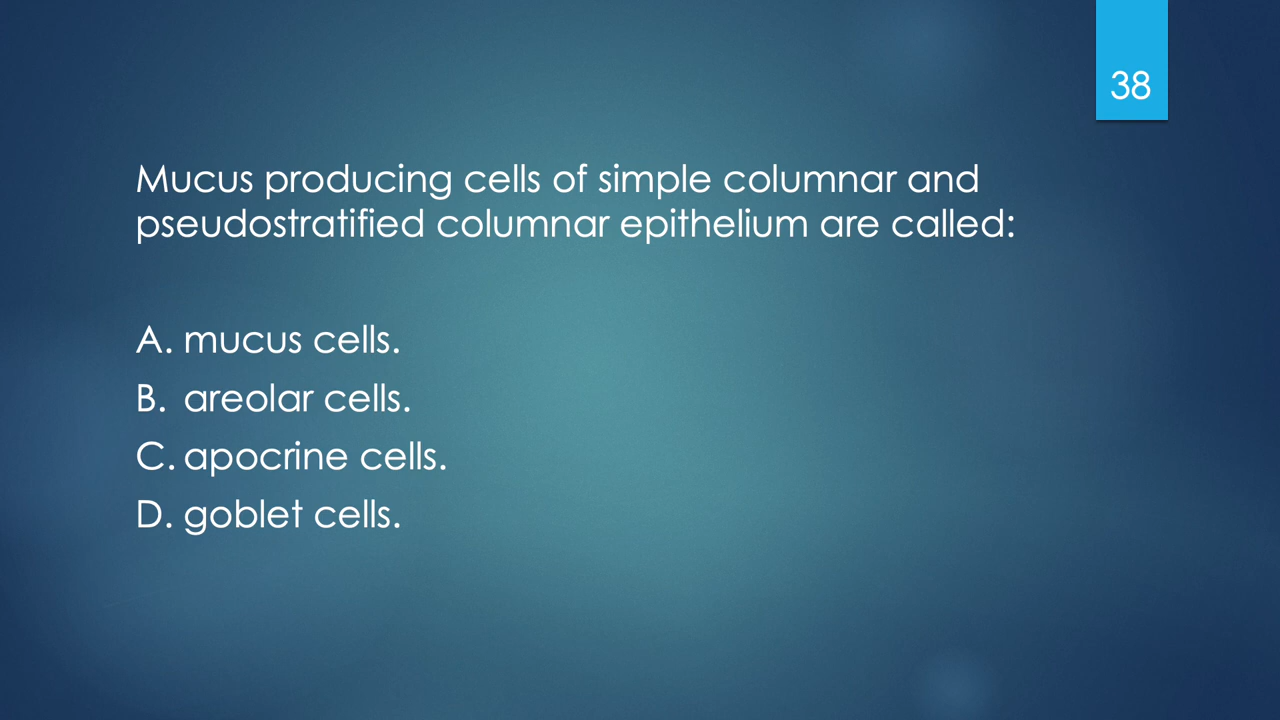 38
Mucus producing cells of simple columnar and
pseudostratified columnar epithelium are called:
A. mucus cells.
B. areolar cells.
C. apocrine cells.
D. goblet cells.